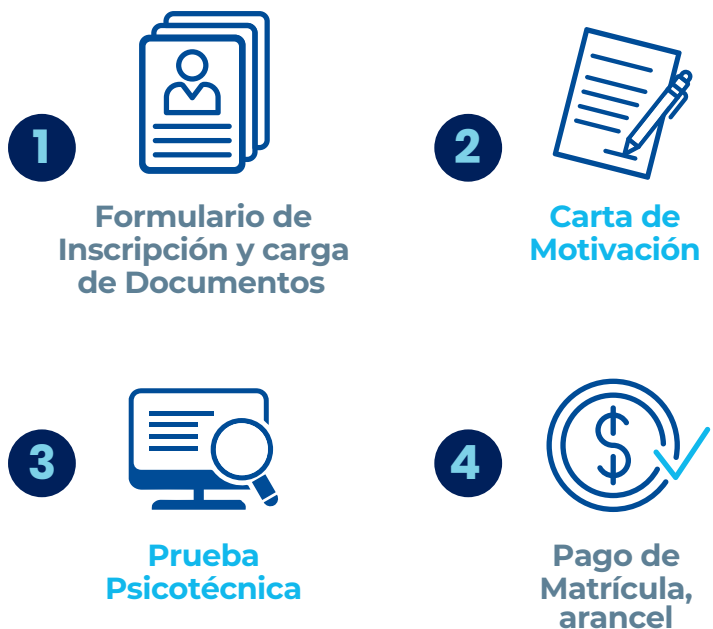 1
Formulario de
Inscripción y carga
de Documentos
2
Carta de
Motivación
3
Prueba
Psicotécnica
4
$
Pago de
Matrícula,
arancel